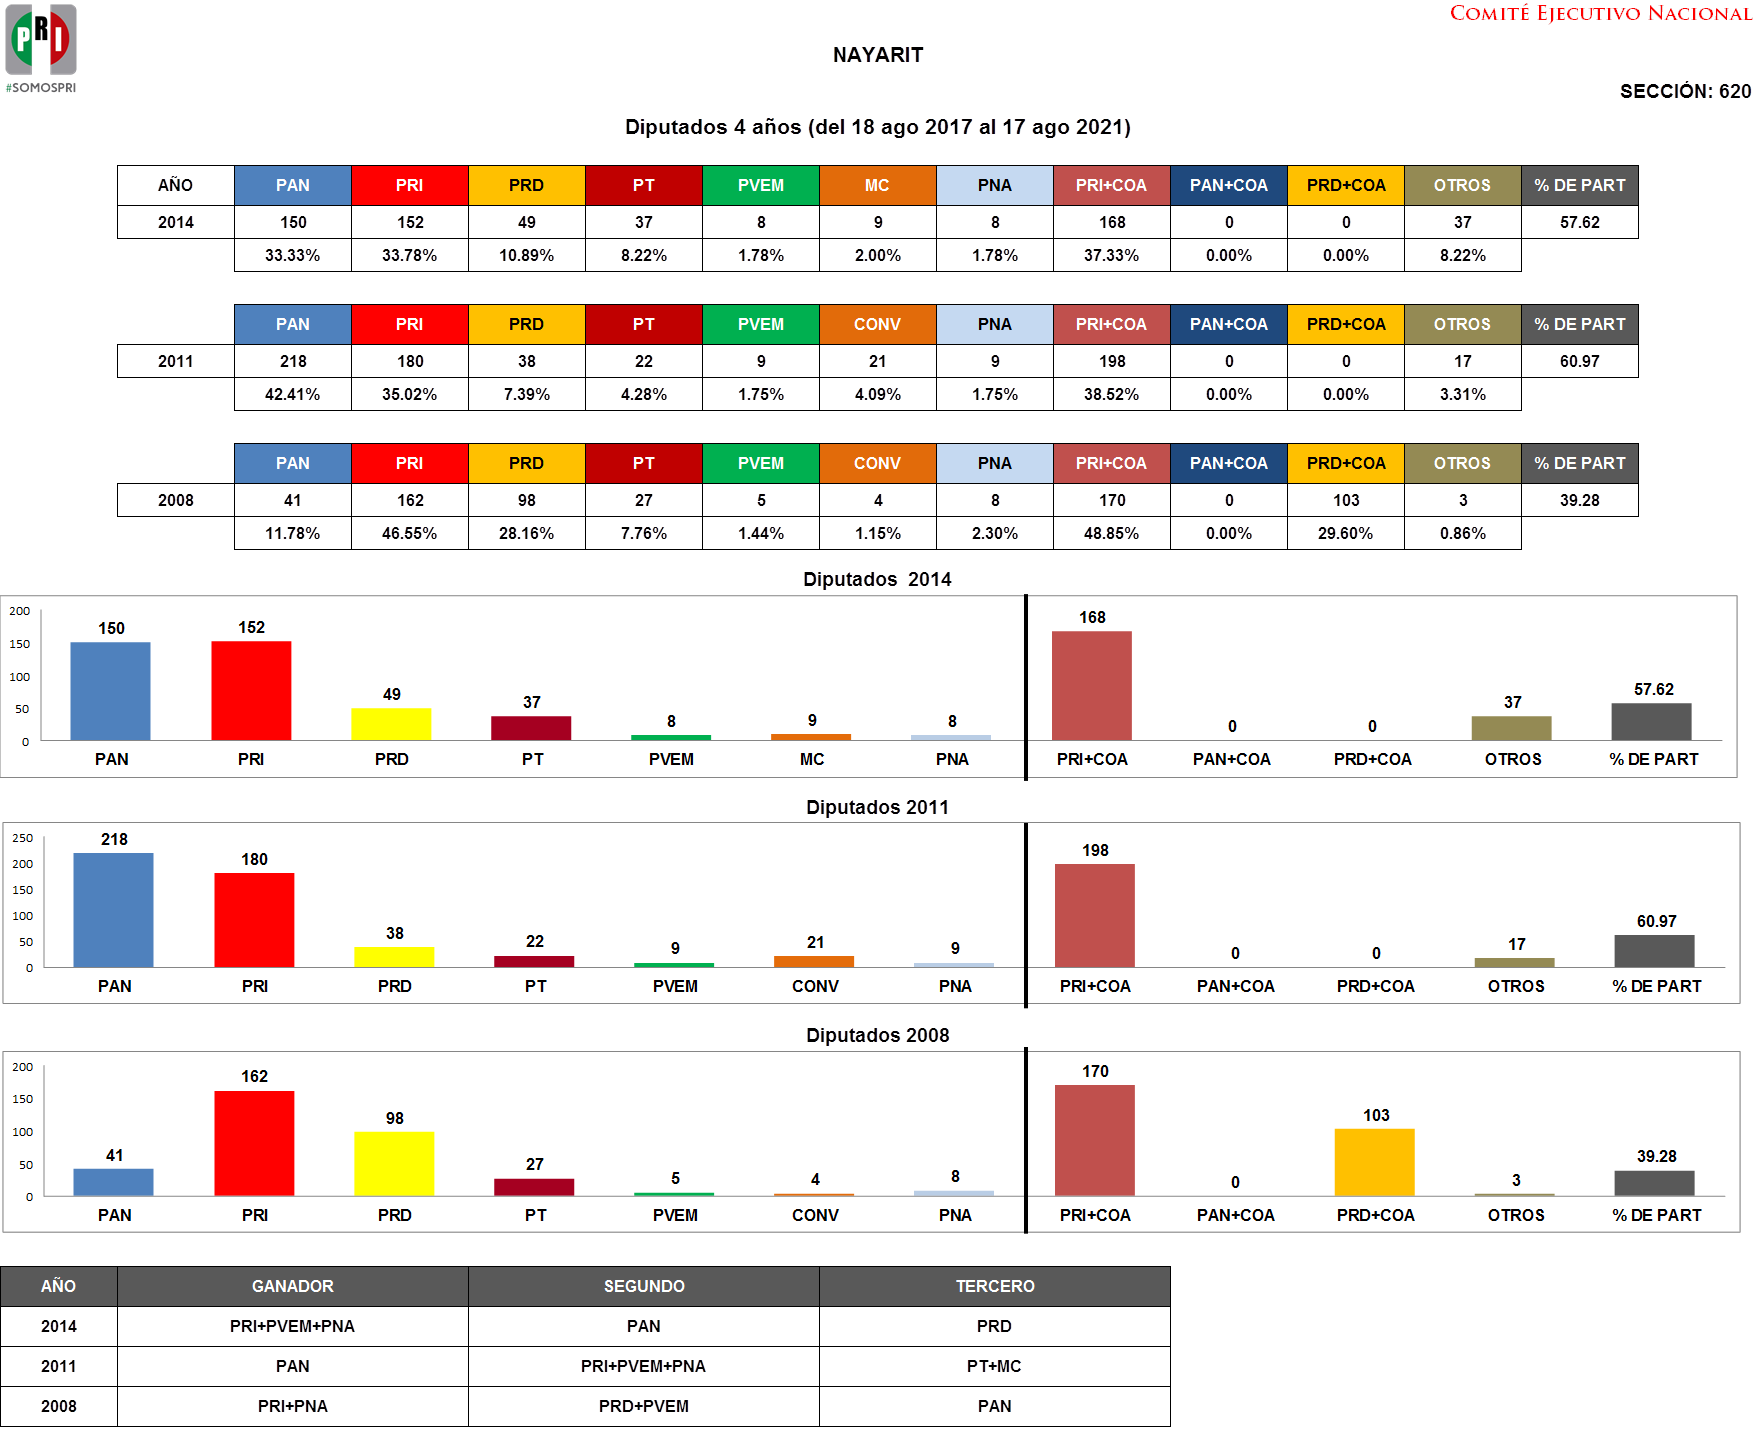 PRI
#SOMOSPRI
COMITÉ EJECUTIVO NACIONAL
NAYARIT
SECCIÓN: 620
Diputados 4 años (del 18 ago 2017 al 17 ago 2021)
AÑO PAN PRI PRD PT PVEM MC PNA PRI+COA PAN+COA PRD+COA OTROS % DE PART
2014 150 152 49 37 8 9 8 168 0 0 37 57.62
33.33% 33.78% 10.89% 8.22% 1.78% 2.00% 1.78% 37.33% 0.00% 0.00% 8.22%
PAN PRI PRD PT PVEM CONV PNA PRI+COA PAN+COA PRD+COA OTROS % DE PART
2011 218 180 38 22 9 21 9 198 0 0 17 60.97
42.41% 35.02% 7.39% 4.28% 1.75% 4.09% 1.75% 38.52% 0.00% 0.00% 3.31%
PAN PRI PRD PT PVEM CONV PNA PRI+COA PAN+COA PRD+COA OTROS % DE PART
2008 41 162 98 27 5 4 8 170 0 103 3 39.28
11.78% 46.55% 28.16% 7.76% 1.44% 1.15% 2.30% 48.85% 0.00% 29.60% 0.86%
Diputados 2014
200
150
100
50
0
150 152 49 37 8 9 8 168 0 0 37 57.62
PAN PRI PRD PT PVEM MC PNA PRI+COA PAN+COA PRD+COA OTROS % DE PART
Diputados 2011
250
200
150
100
50
0
218 180 38 22 9 21 9 198 0 0 17 60.97
PAN PRI PRD PT PVEM CONV PNA PRI+COA PAN+COA PRD+COA OTROS % DE PART
Diputados 2008
200
150
100
50
0
41 162 98 27 5 4 8 170 0 103 3 39.28
PAN PRI PRD PT PVEM CONV PNA PRI+COA PAN+COA PRD+COA OTROS % DE PART
AÑO GANADOR SEGUNDO TERCERO
2014 PRI+PVEM+PNA PAN PRD
2011 PAN PRI+PVEM+PNA PT+MC
2008 PRI+PNA PRD+PVEM PAN